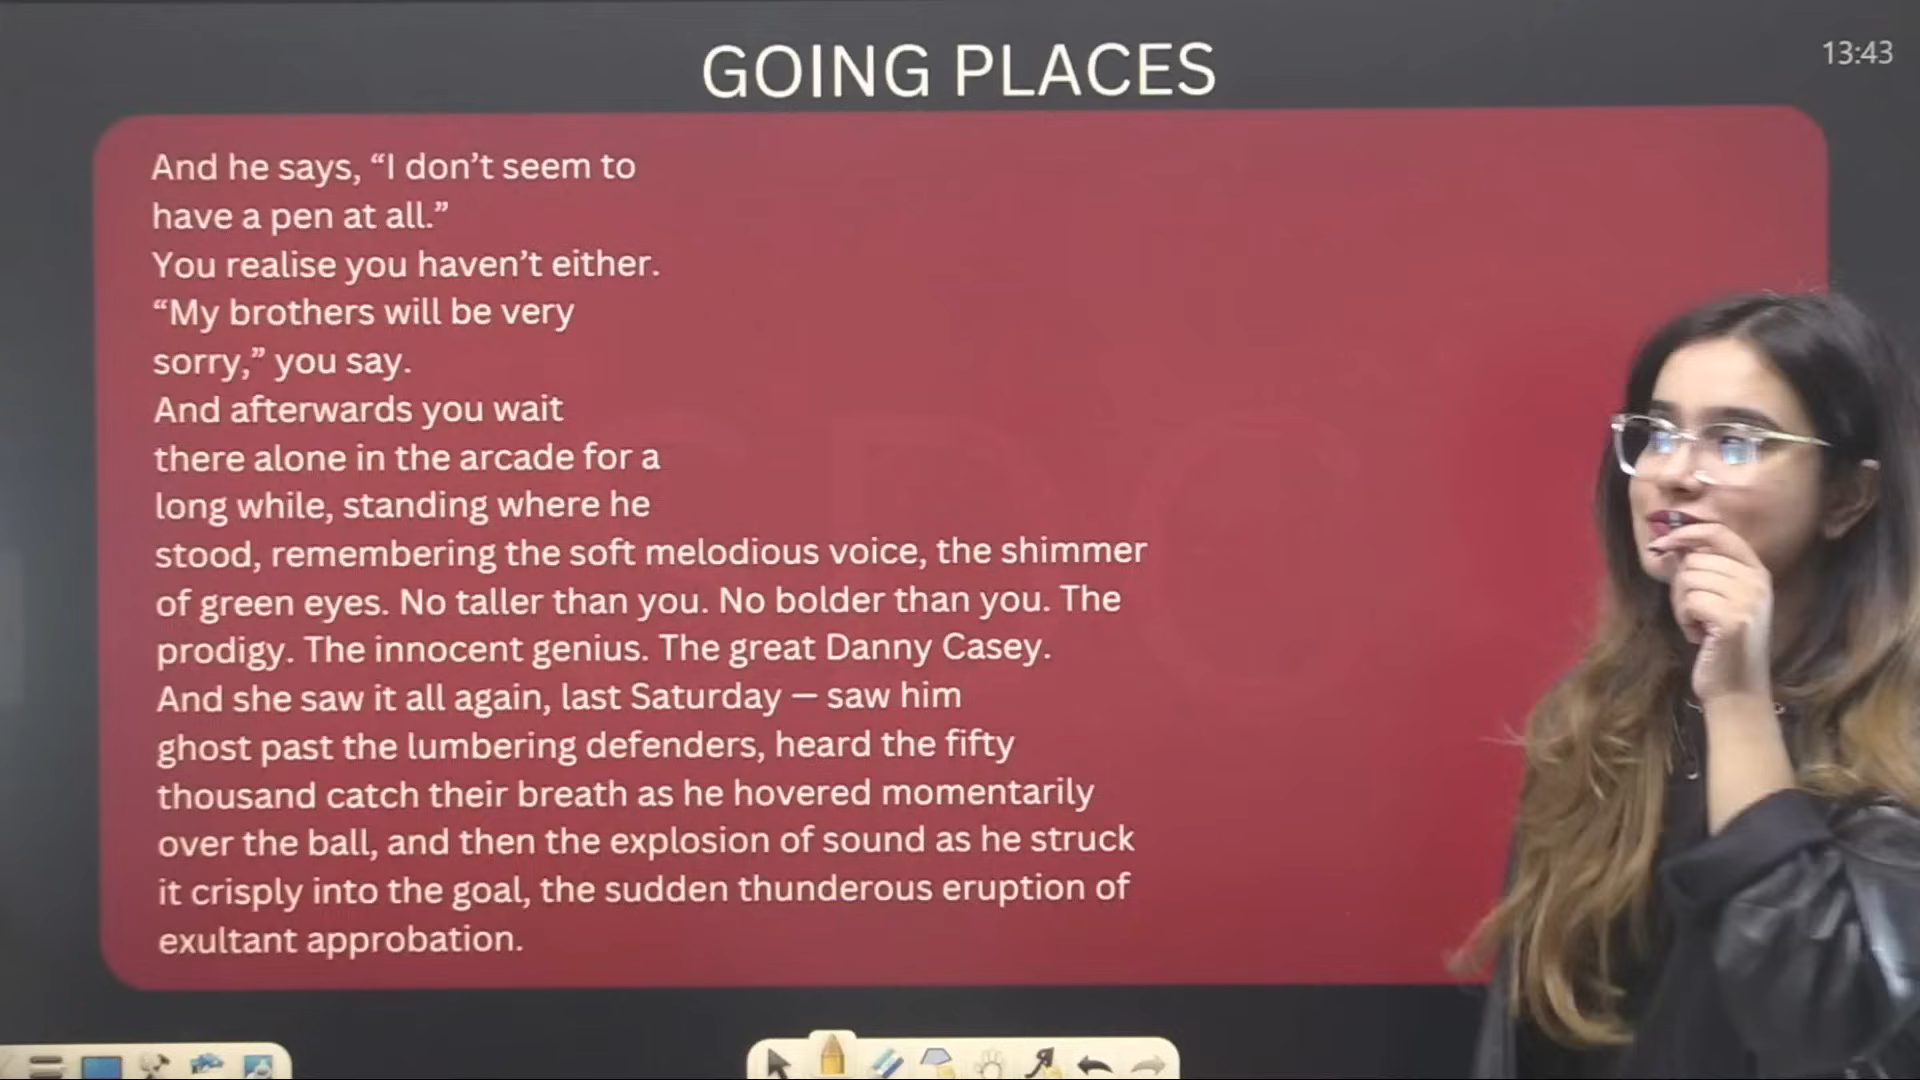 GOING PLACES
13:43
And he says, “I don’t seem to
have a pen at all.”
You realise you haven’t either.
“My brothers will be very
sorry,” you say.
And afterwards you wait
there alone in the arcade for a
long while, standing where he
stood, remembering the soft melodious voice, the shimmer
of green eyes. No taller than you. No bolder than you. The
prodigy. The innocent genius. The great Danny Casey.
And she saw it all again, last Saturday — saw him
ghost past the lumbering defenders, heard the fifty
thousand catch their breath as he hovered momentarily
over the ball, and then the explosion of sound as he struck
it crisply into the goal, the sudden thunderous eruption of
exultant approbation.